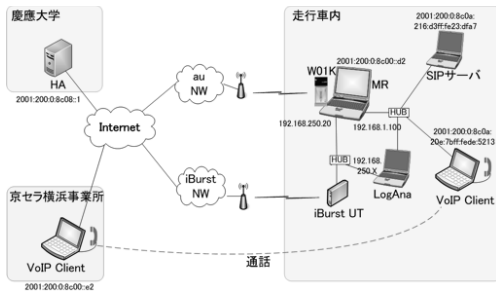 慶應大学
HA
2001:200:0:8c08::1
Internet
au
NW
iBurst
NW
京セラ横浜事業所
VoIP Client
2001:200:0:8c00::e2
通話
走行車内
2001:200:0:8c00::d2
W01K
MR
192.168.250.20
192.168.1.100
HUB
2001:200:0:8c0a:
216:d3ff:fe23:dfa7
SIPサーバ
2001:200:0:8c0a:
20e:7bff:fede:5213
VoIP Client
HUB
192.168.
250.X
LogAna
iBurst UT